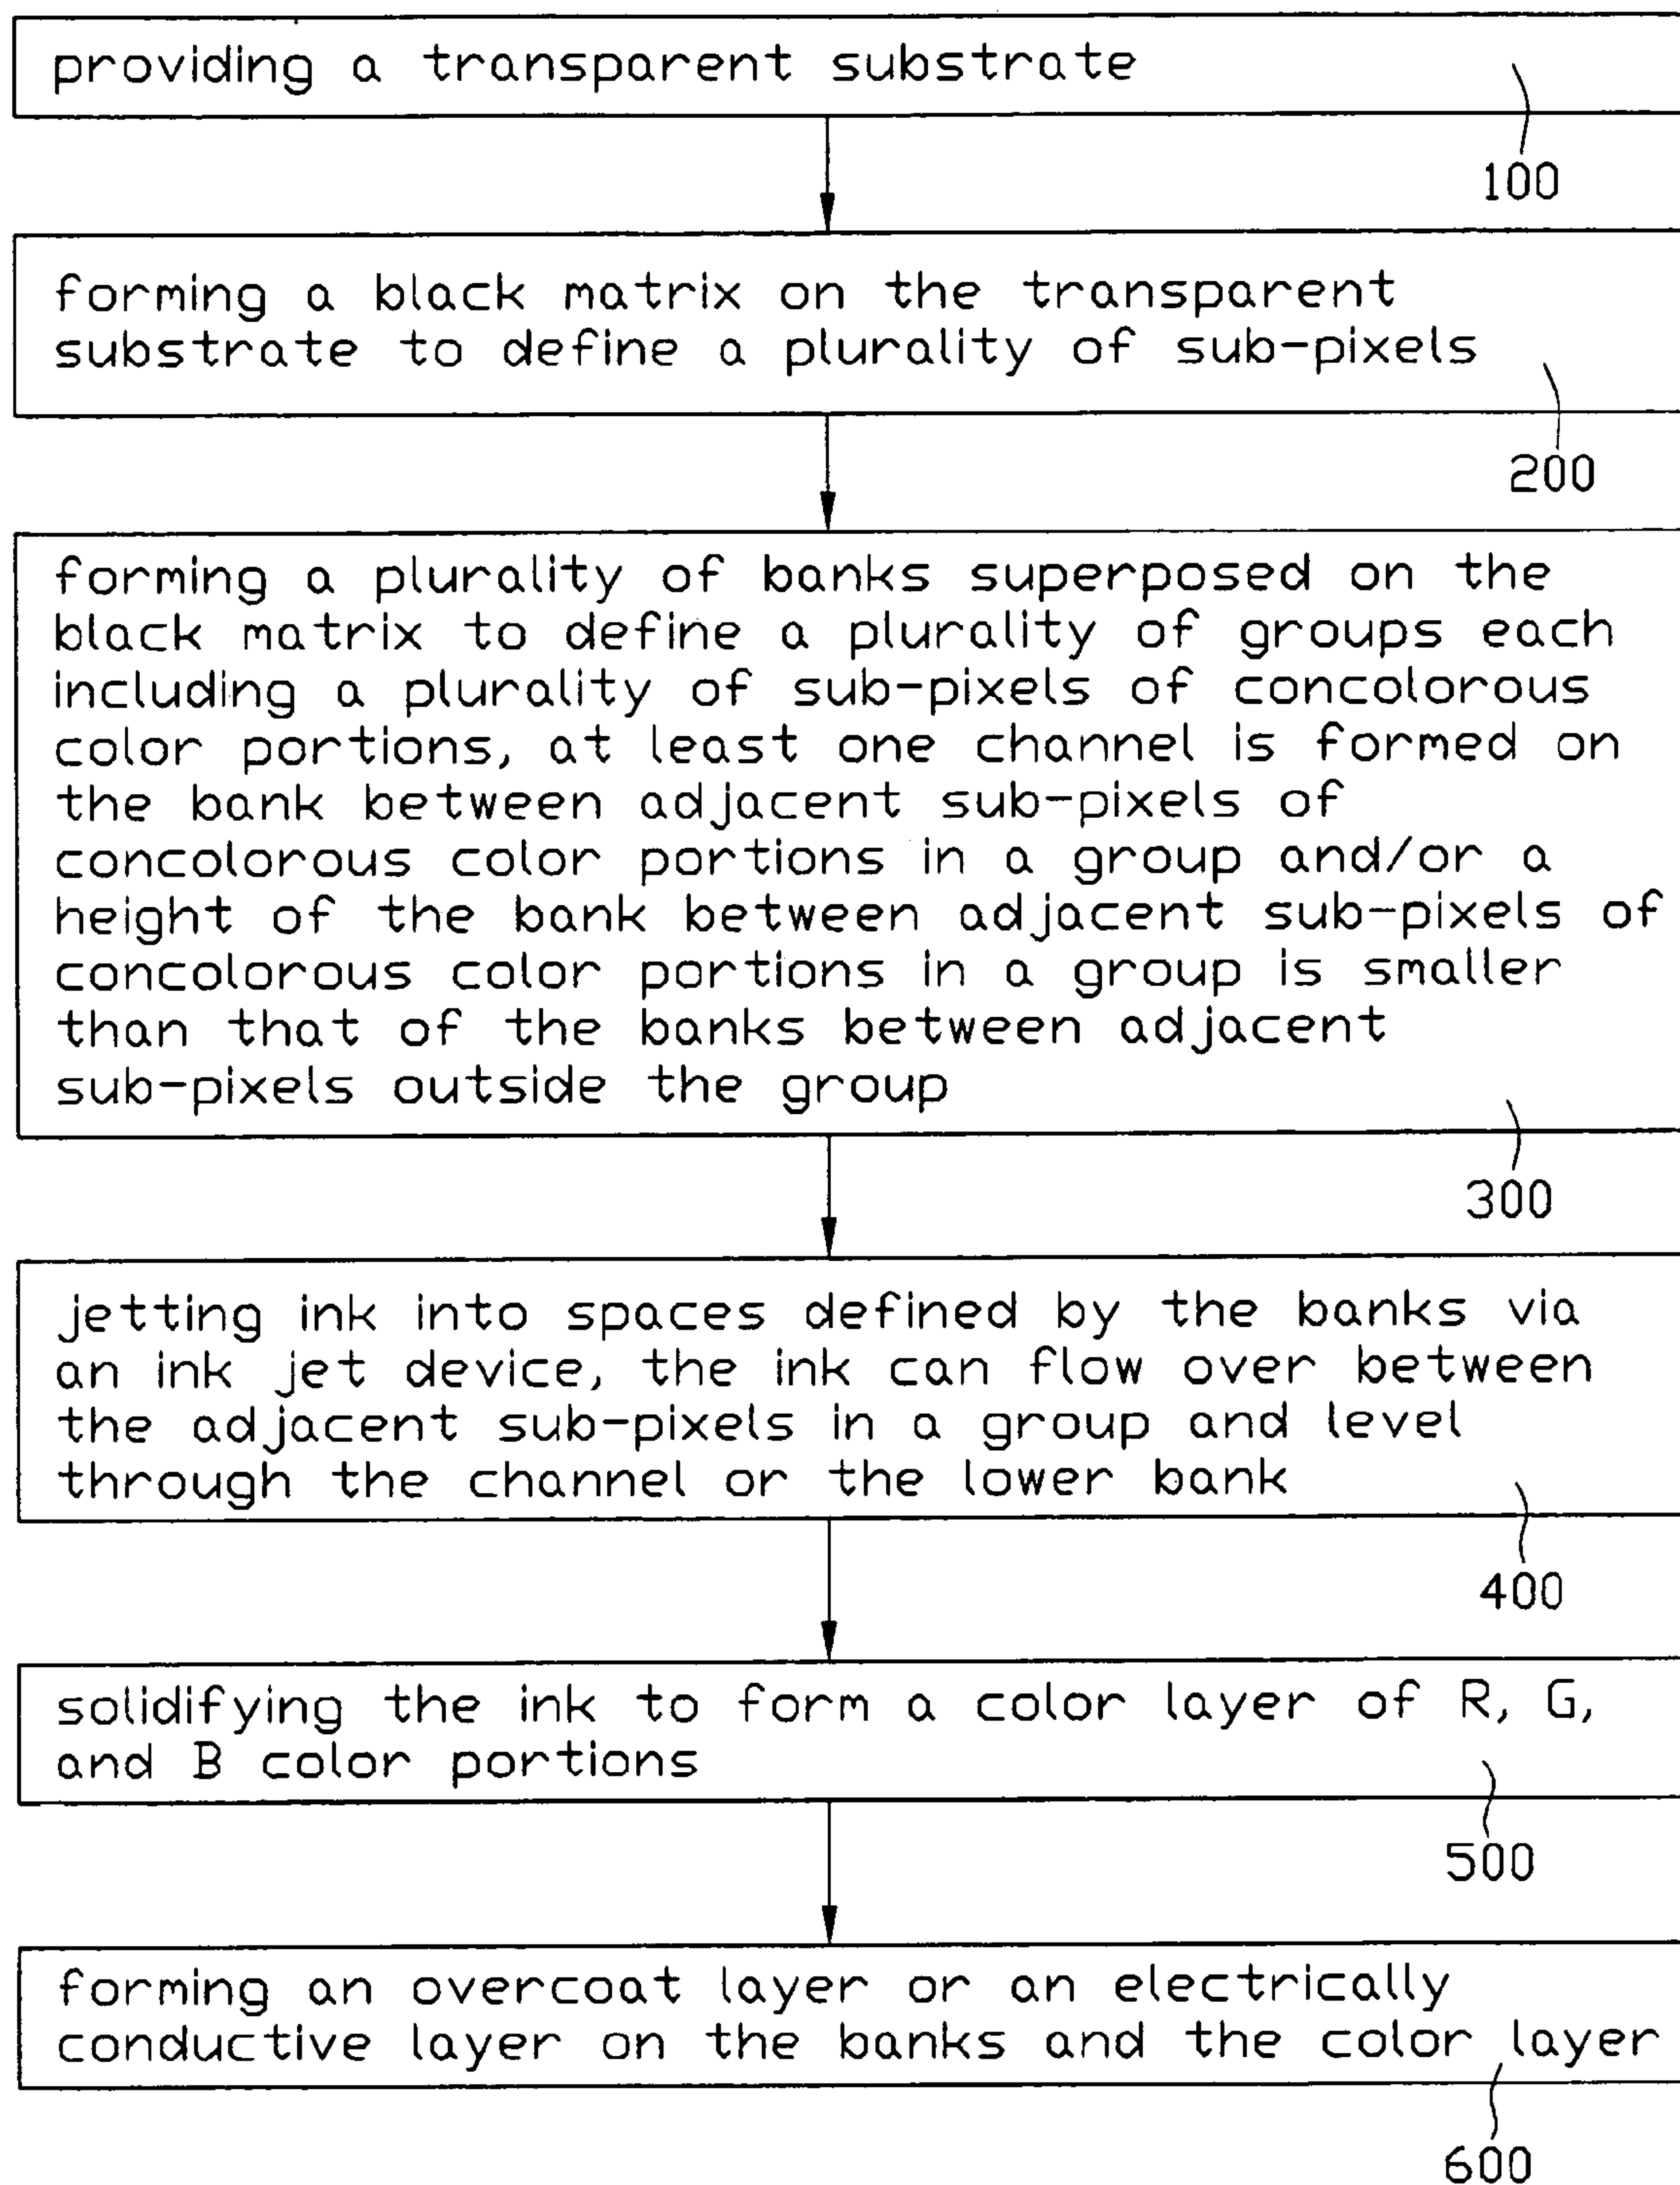 providing a transparent substrate
100
forming a black matrix on the transparent
substrate to define a plurality of sub-pixels
200
forming a plurality of banks superposed on the
black matrix to define a plurality of groups each
including a plurality of sub-pixels of concolorous
color portions, at least one channel is formed on
the bank between adjacent sub-pixels of
concolorous color portions in a group and/or a
height of the bank between adjacent sub-pixels of
concolorous color portions in a group is smaller
than that of the banks between adjacent
sub-pixels outside the group
300
jetting ink into spaces defined by the banks via
an ink jet device, the ink can flow over between
the adjacent sub-pixels in a group and level
through the channel or the lower bank
400
solidifying the ink to form a color layer of R, G,
and B color portions
500
forming an overcoat layer or an electrically
conductive layer on the banks and the color layer
600